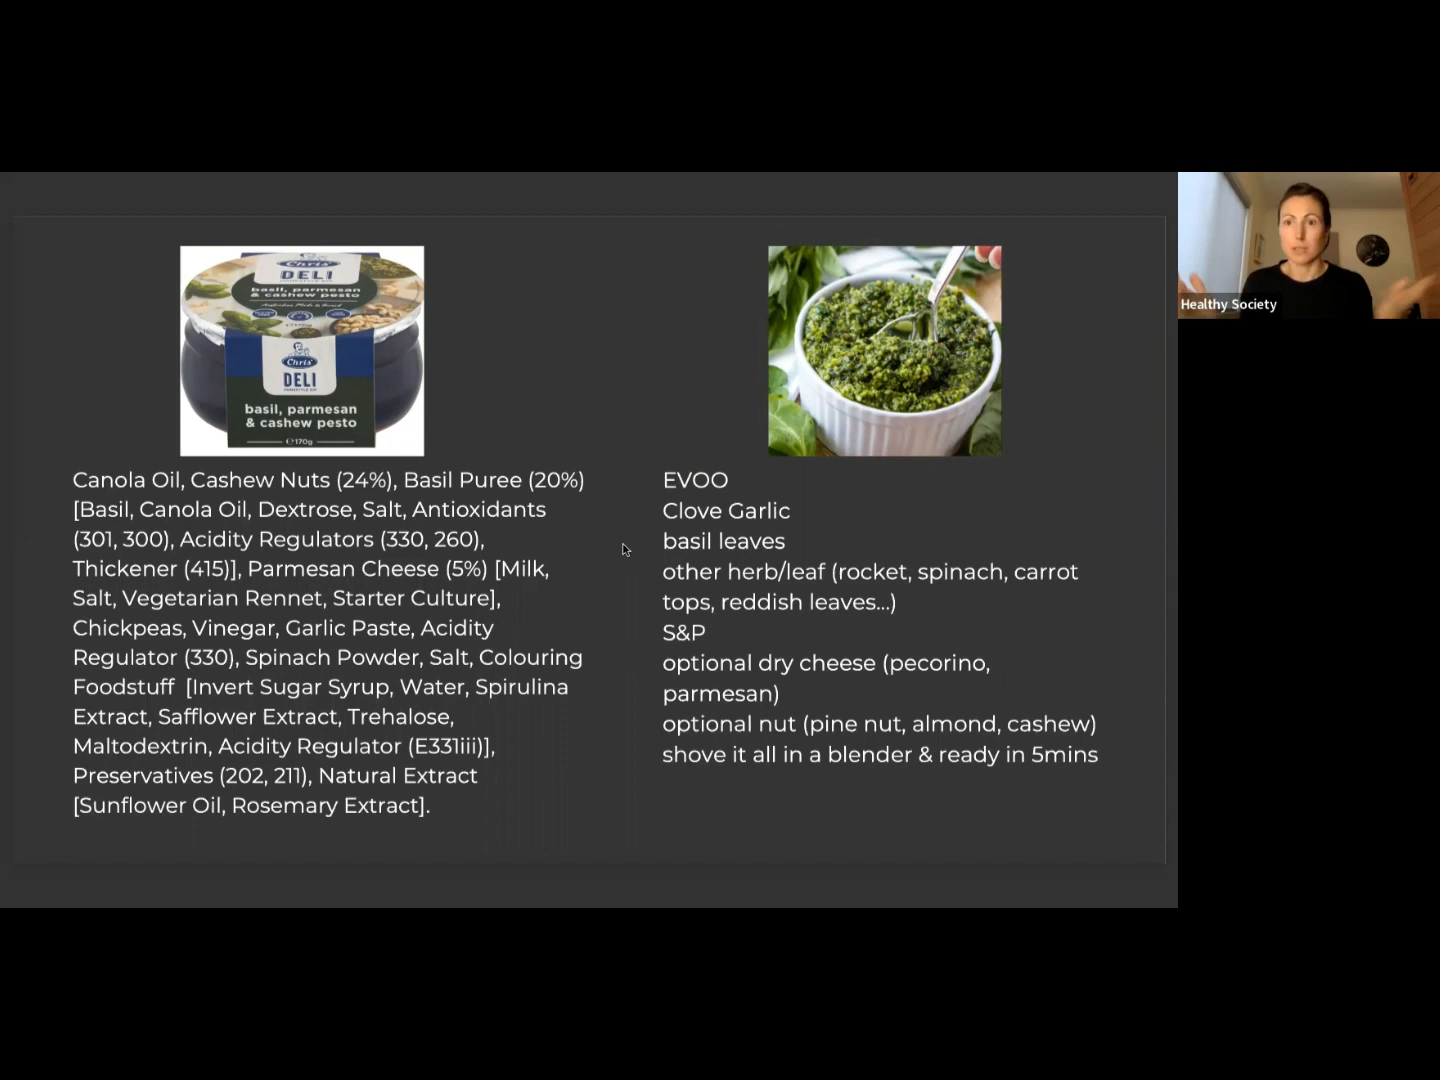 Chris'
DELI
basil, parmesan
& cashew pesto
Chris'
DELI
HOMESTYLE DIP
basil, parmesan
& cashew pesto
℮170g
Canola Oil, Cashew Nuts (24%), Basil Puree (20%)
[Basil, Canola Oil, Dextrose, Salt, Antioxidants
(301, 300), Acidity Regulators (330, 260),
Thickener (415)], Parmesan Cheese (5%) [Milk,
Salt, Vegetarian Rennet, Starter Culture],
Chickpeas, Vinegar, Garlic Paste, Acidity
Regulator (330), Spinach Powder, Salt, Colouring
Foodstuff [Invert Sugar Syrup, Water, Spirulina
Extract, Safflower Extract, Trehalose,
Maltodextrin, Acidity Regulator (E331iii)],
Preservatives (202, 211), Natural Extract
[Sunflower Oil, Rosemary Extract].
EVOO
Clove Garlic
basil leaves
other herb/leaf (rocket, spinach, carrot
tops, reddish leaves...)
S&P
optional dry cheese (pecorino,
parmesan)
optional nut (pine nut, almond, cashew)
shove it all in a blender & ready in 5mins
Healthy Society